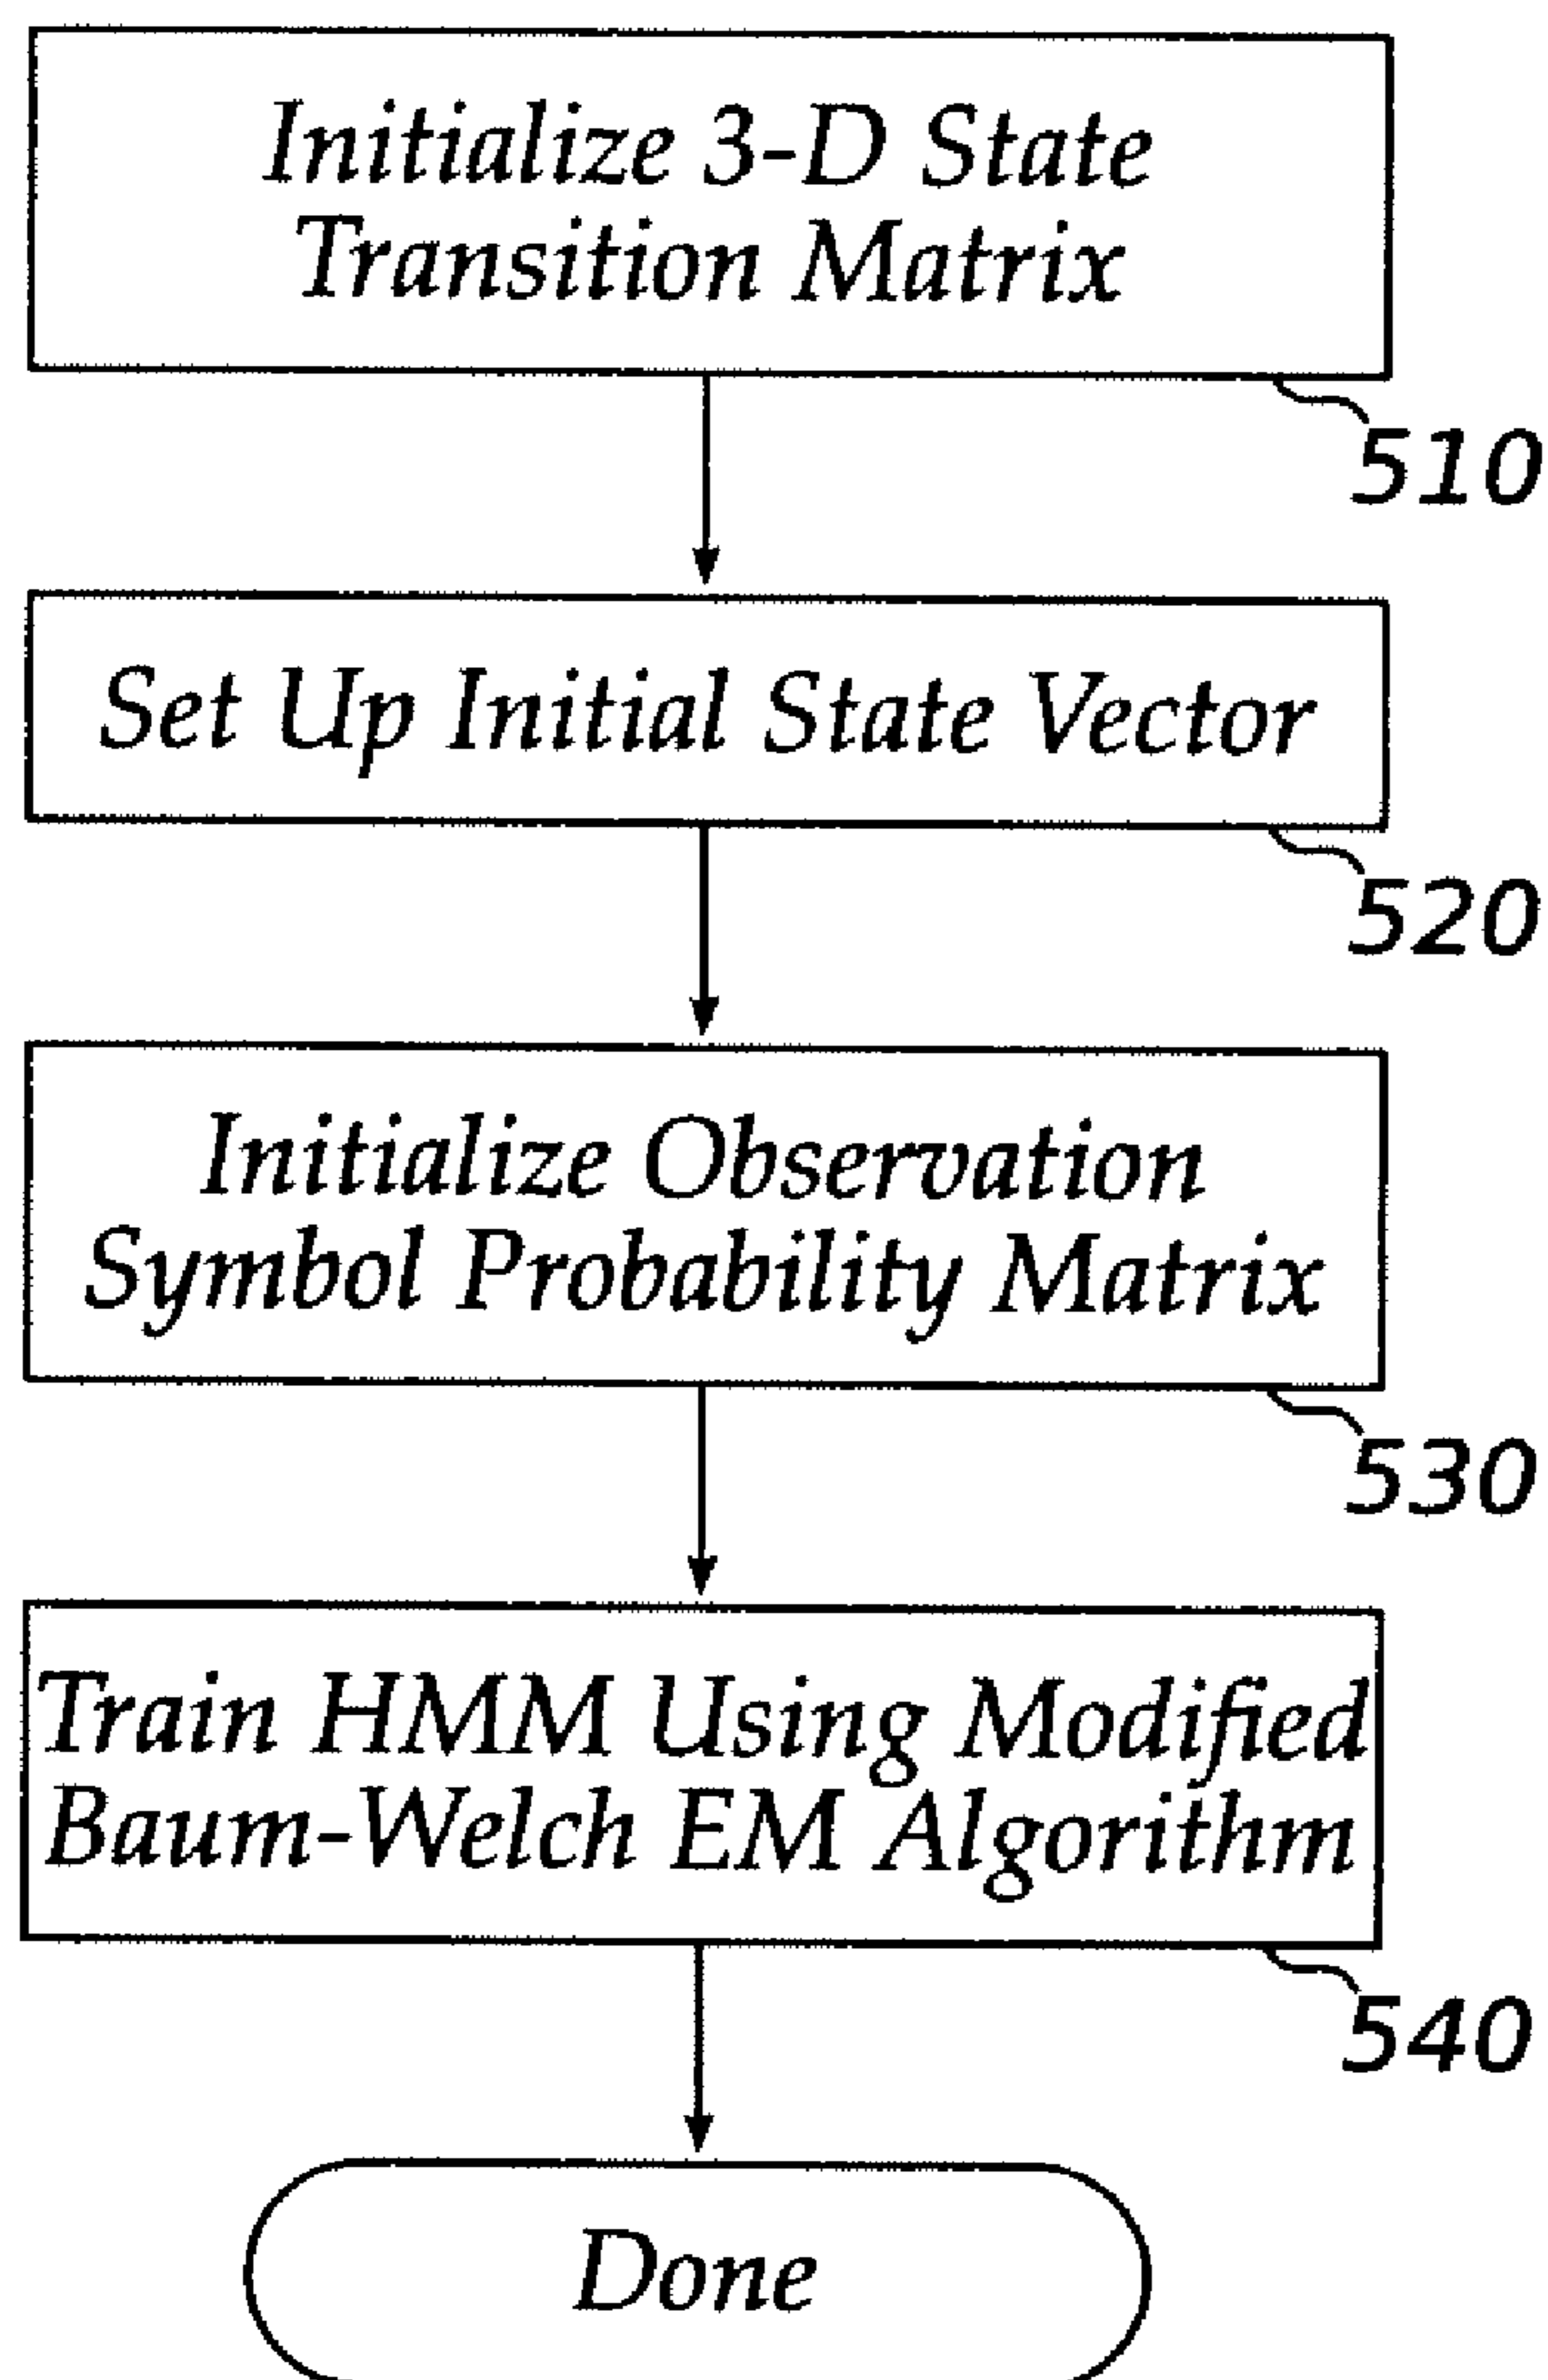 Initialize 3-D State
Transition Matrix
510
Set Up Initial State Vector
520
Initialize Observation
Symbol Probability Matrix
530
Train HMM Using Modified
Baum-Welch EM Algorithm
540
Done